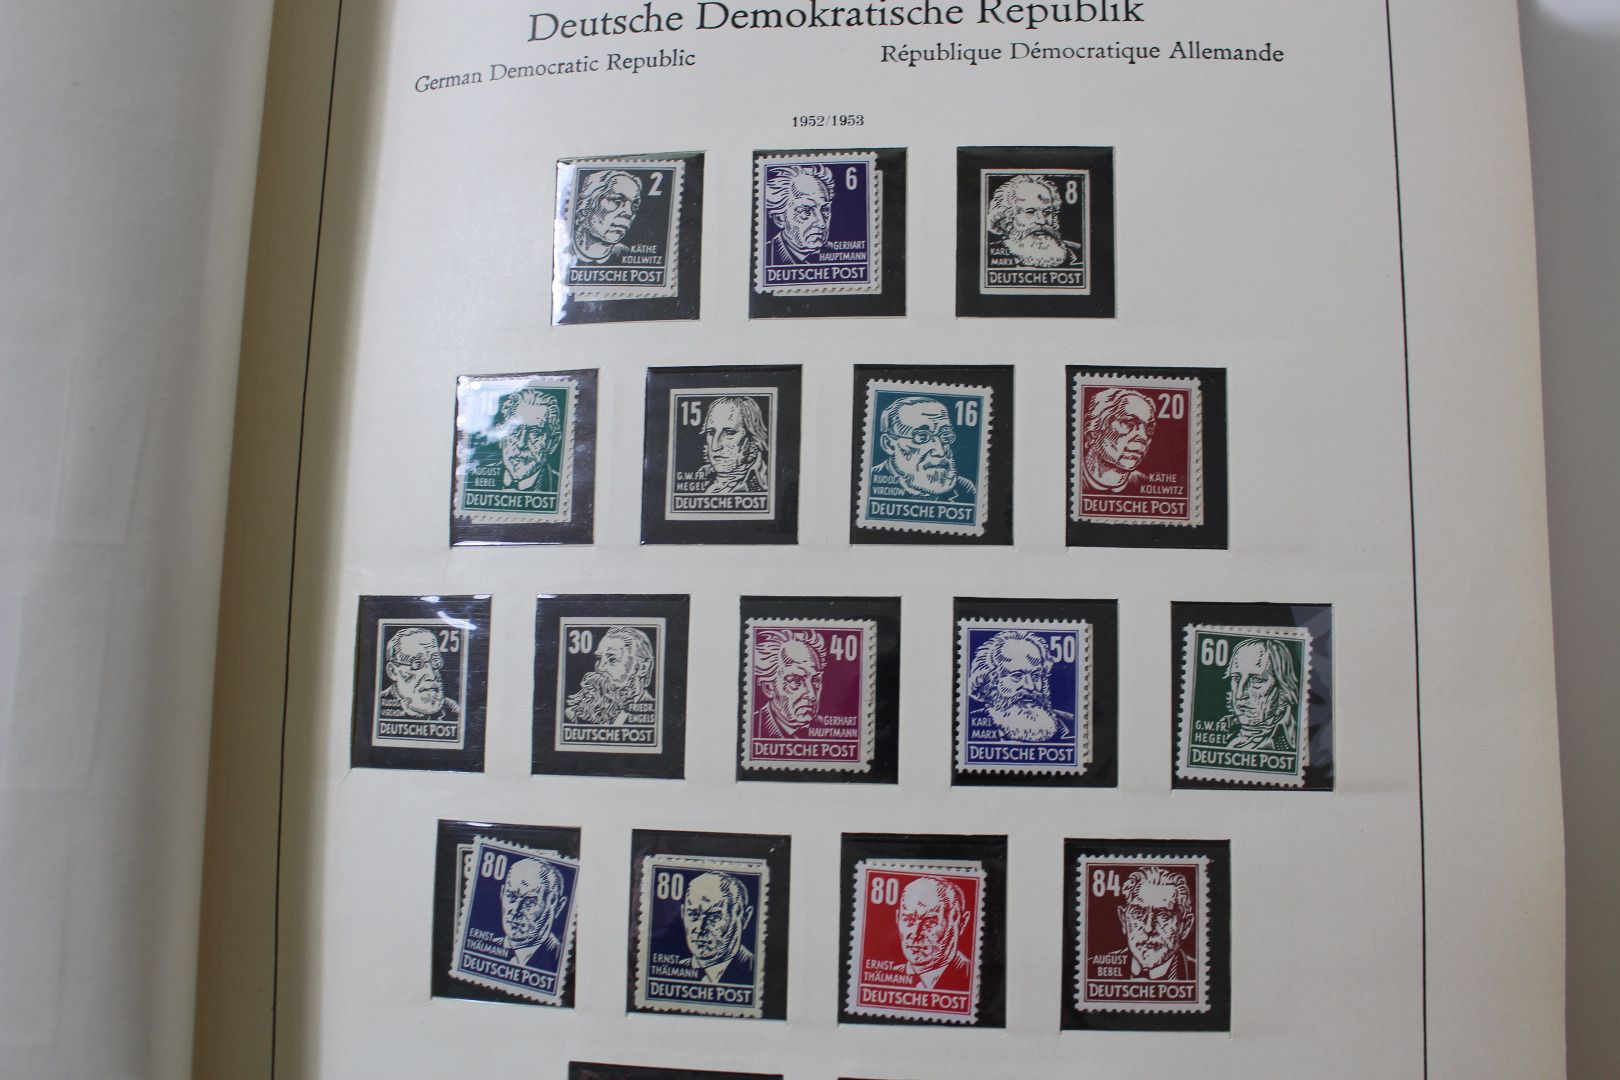 Deutsche Demokratische Republik
German Democratic Republic
République Démocratique Allemande
1952/1953
2
KÄTHE
KOLLWITZ
DEUTSCHE POST
6
GERHART
HAUPTMANN
DEUTSCHE POST
8
KARL
MARX
DEUTSCHE POST
10
AUGUST
BEBEL
DEUTSCHE POST
15
G.W.FR.
HEGEL
DEUTSCHE POST
16
RUDOLF
VIRCHOW
DEUTSCHE POST
20
KÄTHE
KOLLWITZ
DEUTSCHE POST
25
RUDOLF
VIRCHOW
DEUTSCHE POST
30
FRIEDR.
ENGELS
DEUTSCHE POST
40
GERHART
HAUPTMANN
DEUTSCHE POST
50
KARL
MARX
DEUTSCHE POST
60
G.W.FR.
HEGEL
DEUTSCHE POST
8
80
ERNST
THÄLMANN
DEUTSCHE POST
80
ERNST
THÄLMANN
DEUTSCHE POST
80
ERNST
THÄLMANN
DEUTSCHE POST
84
AUGUST
BEBEL
DEUTSCHE POST